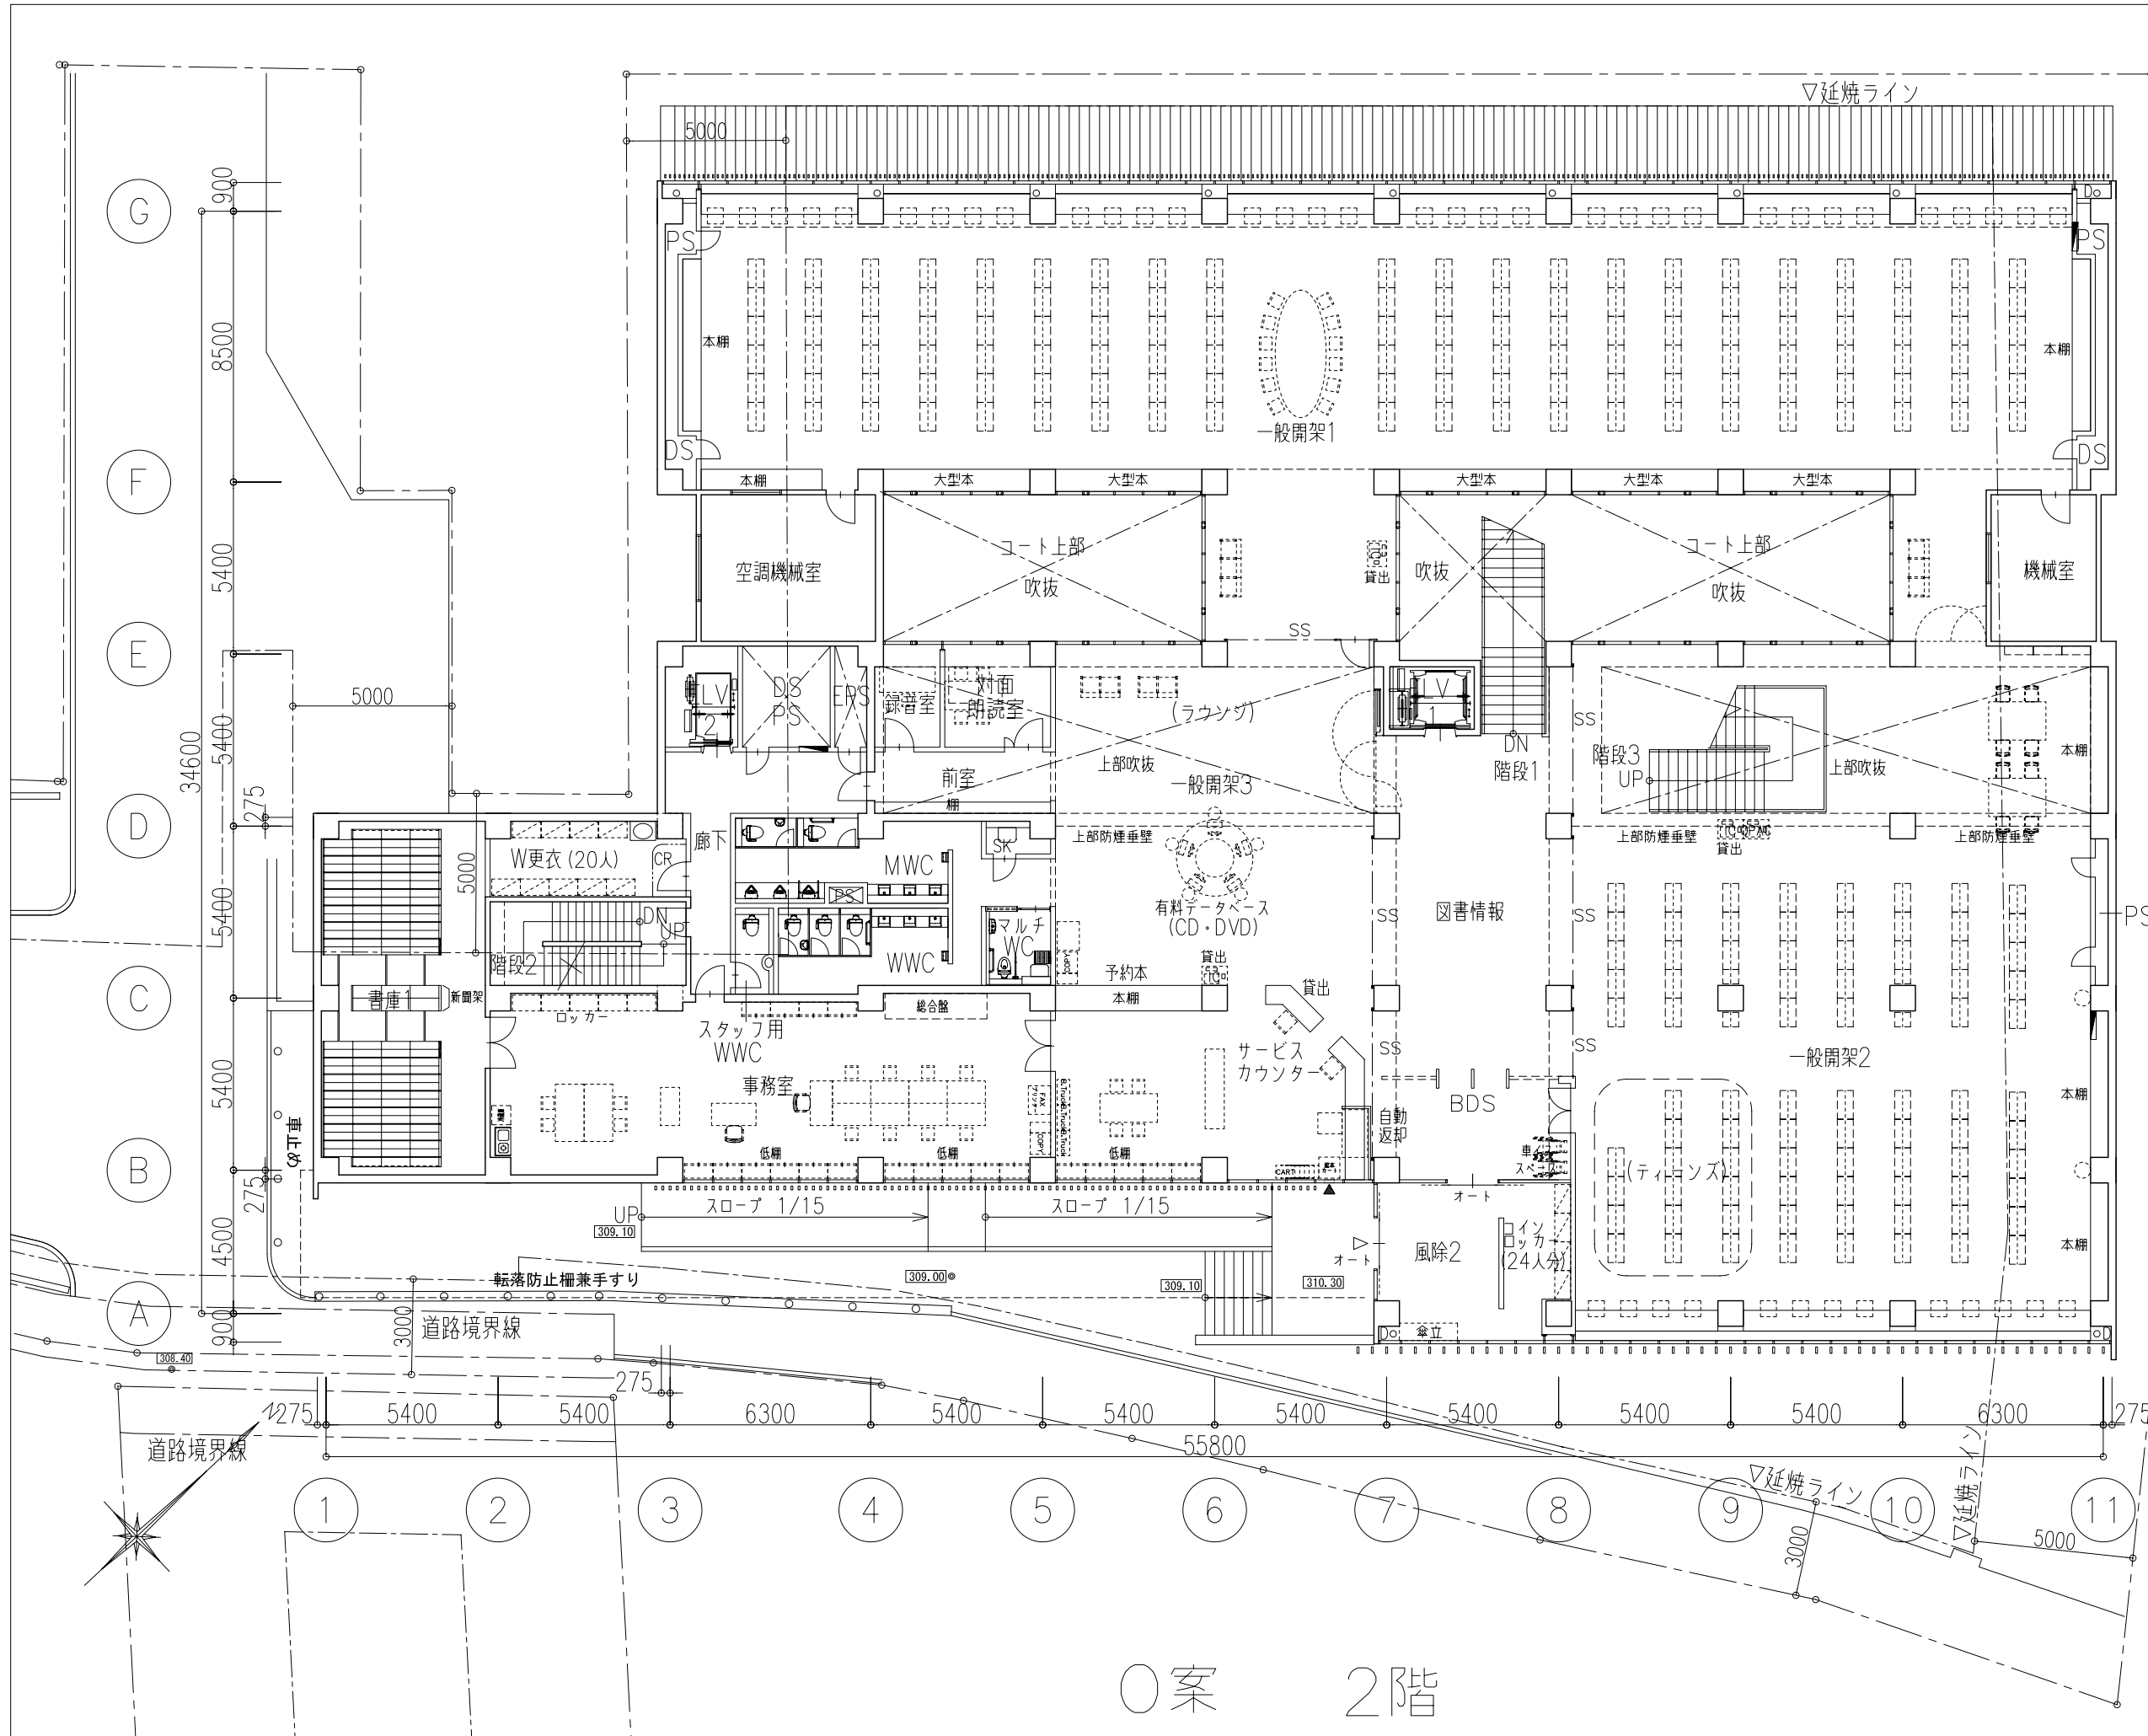 ▽延焼ライン
5000
G
900
PS
PS
8500
本棚
本棚
一般開架1
DS
DS
F
本棚
大型本
大型本
大型本
大型本
大型本
コート上部
吹抜
コート上部
吹抜
空調機械室
貸出
吹抜
機械室
5400
E
SS
LV
2
DS
PS
EPS
録音室
対面
朗読室
(ラウンジ)
LV
1
SS
5000
5400
34600
前室
棚
上部吹抜
一般開架3
DN
階段1
階段3
UP
上部吹抜
本棚
275
D
廊下
上部防煙垂壁
上部防煙垂壁
上部防煙垂壁
貸出
W更衣(20人)
CR
MWC
SK
5000
PS
5400
有料データベース
(CD・DVD)
SS
図書情報
SS
PS
DN
UP
マルチ
WC
階段2
WWC
COPY
予約本
貸出
C
書庫1
新聞架
ロッカー
総合盤
本棚
貸出
スタッフ用
WWC
サービス
カウンター
SS
SS
一般開架2
5400
事務室
FAX
COPY
BDS
本棚
自動
返却
車止め
低棚
低棚
低棚
車イス
スペース
(ティーンズ)
B
CART
275
オート
UP
スロープ 1/15
スロープ 1/15
309.10
4500
オート
風除2
コイン
ロッカー
(24人分)
本棚
転落防止柵兼手すり
309.00
309.10
310.30
A
3000
道路境界線
傘立
900
308.40
275
275
5400
5400
6300
5400
5400
5400
5400
5400
5400
6300
275
N
道路境界線
55800
▽延焼ライン
▽延焼ライン
1
2
3
4
5
6
7
8
9
10
11
3000
5000
O案 2階